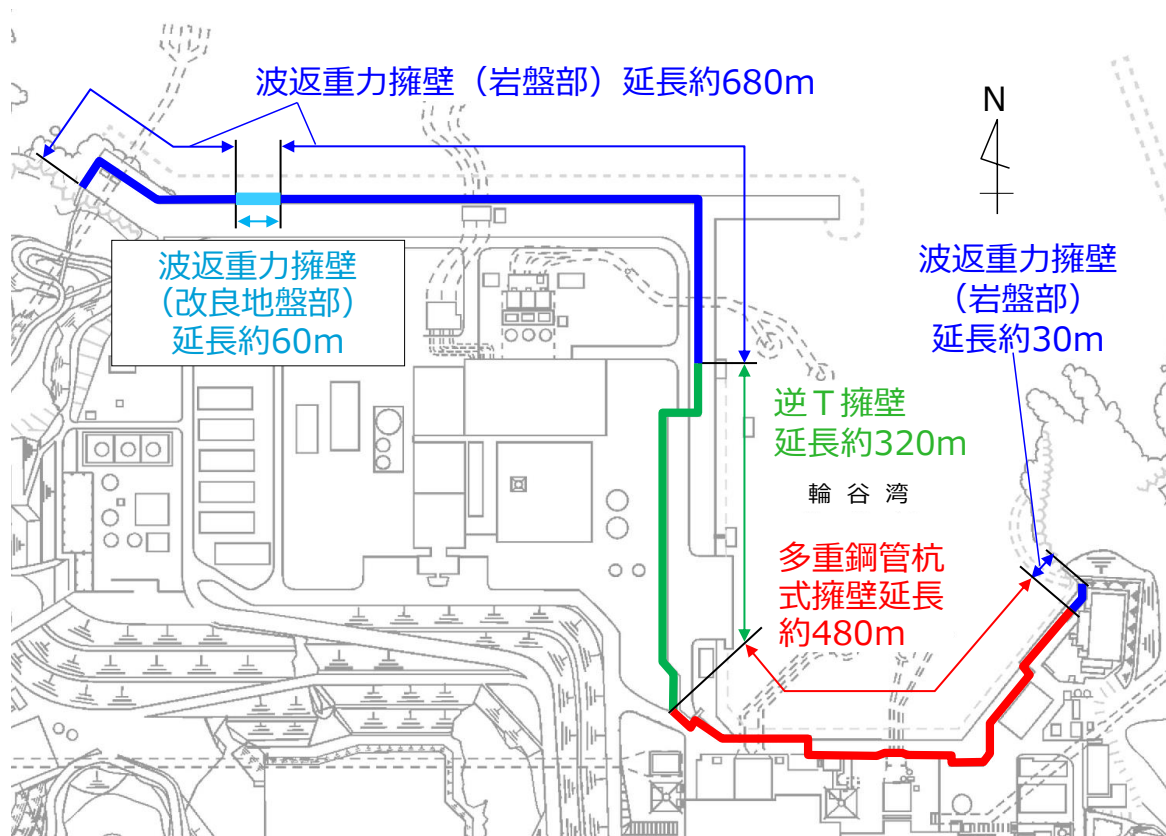 波返重力擁壁（岩盤部）延長約680m
N
波返重力擁壁
（改良地盤部）
延長約60m
波返重力擁壁
（岩盤部）
延長約30m
逆Ｔ擁壁
延長約320m
輪谷湾
多重鋼管杭
式擁壁延長
約480m